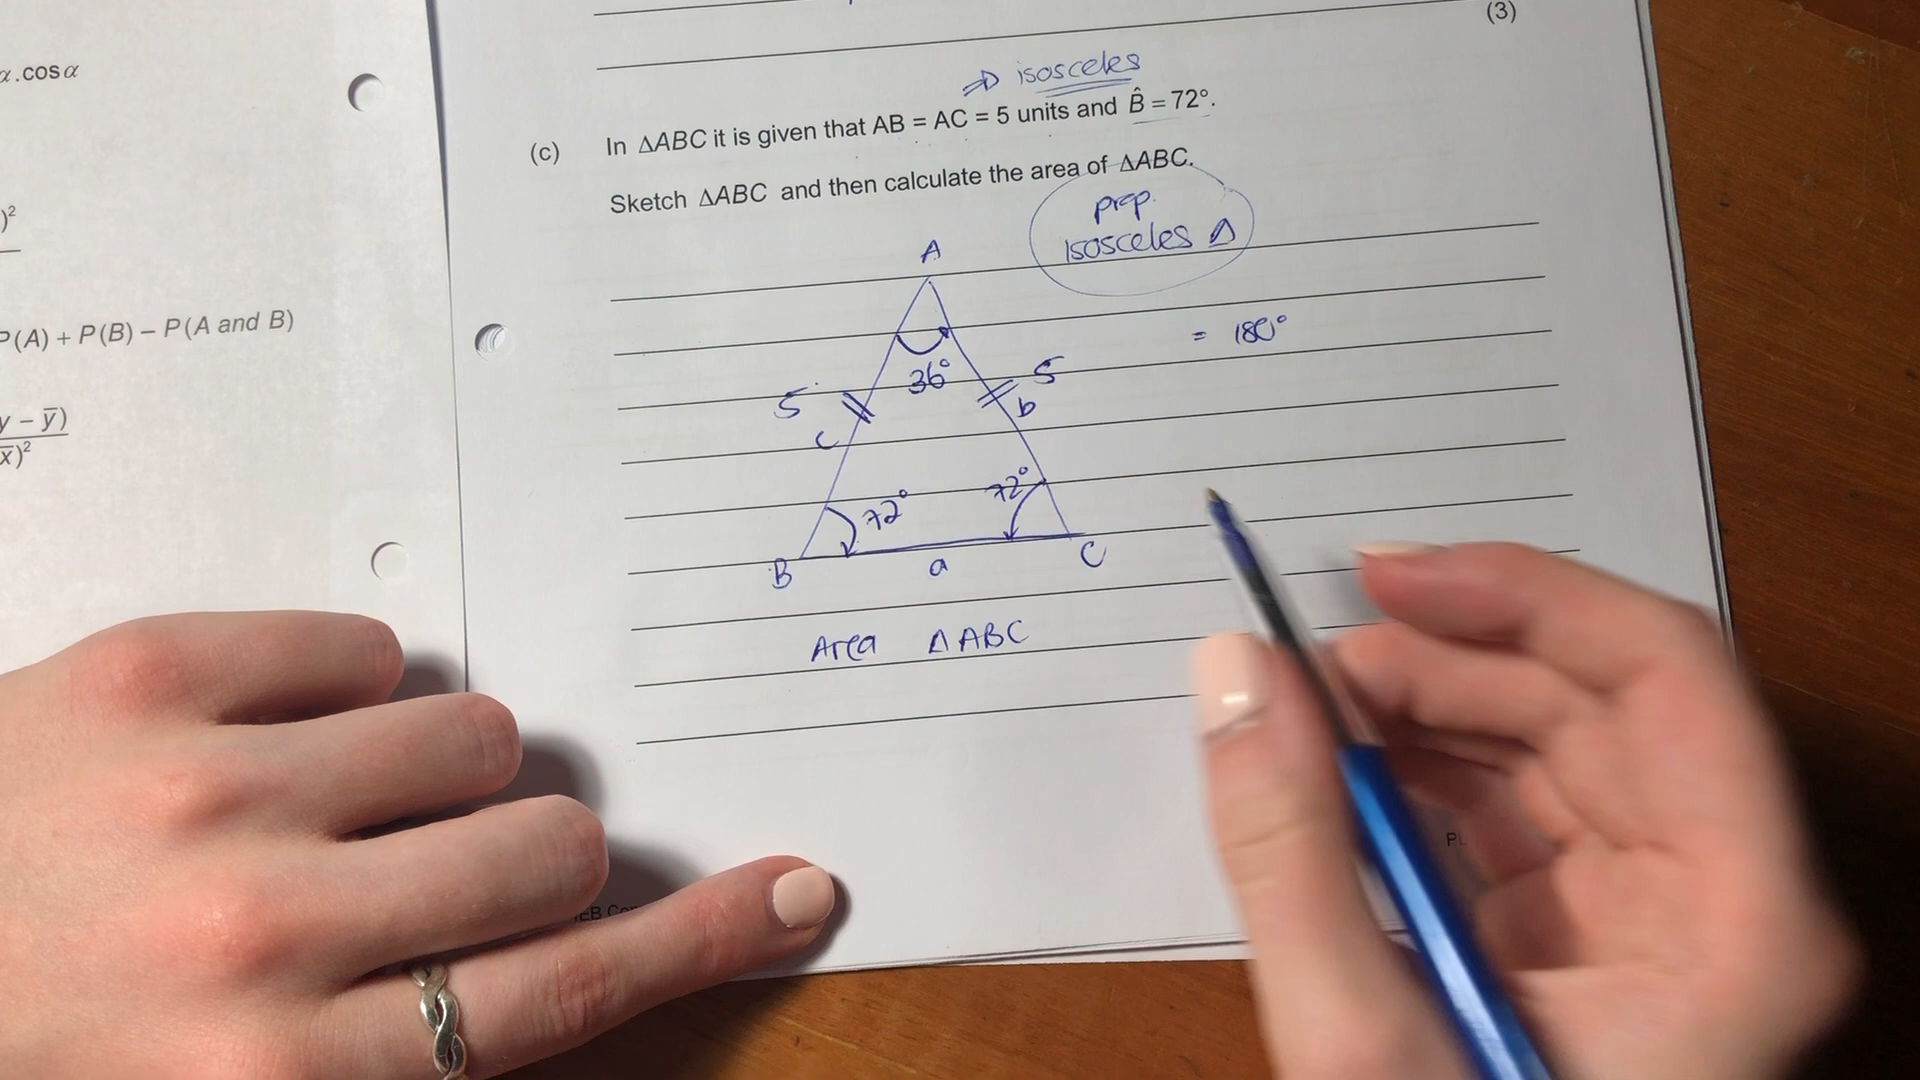 α.cosα
)²
P(A) + P(B) – P(A and B)
y – ȳ)
x̄)²
(3)
⇒ isosceles
(c) In ΔABC it is given that AB = AC = 5 units and B̂ = 72°.
Sketch ΔABC and then calculate the area of ΔABC.
prop.
isosceles Δ
A
= 180°
36°
5
5
c
b
72°
72°
B
a
C
Area Δ ABC